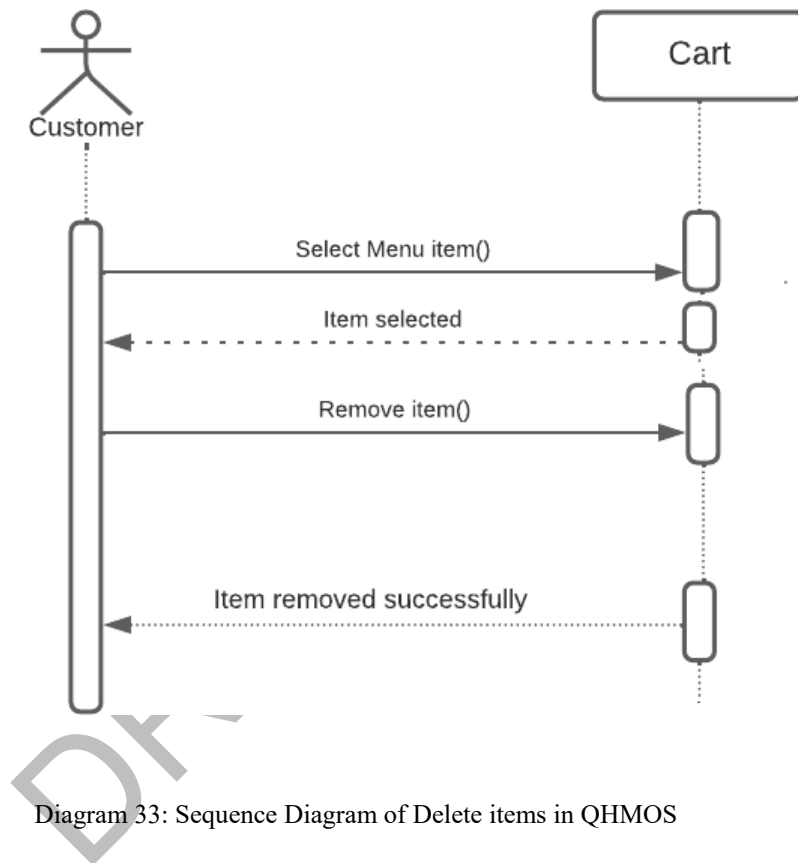 Cart
Customer
Select Menu item()
Item selected
Remove item()
Item removed successfully
Diagram 33: Sequence Diagram of Delete items in QHMOS